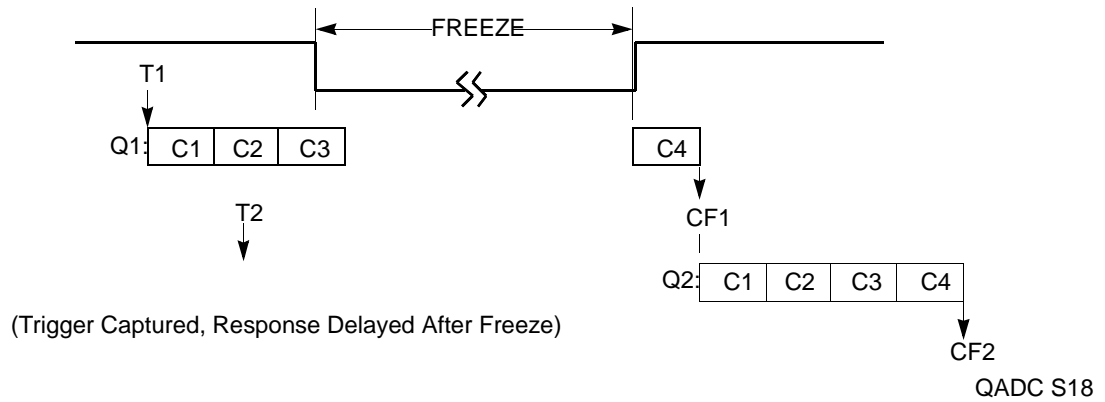 FREEZE
T1
Q1: C1 C2 C3 C4
T2
CF1
Q2: C1 C2 C3 C4
(Trigger Captured, Response Delayed After Freeze)
CF2
QADC S18